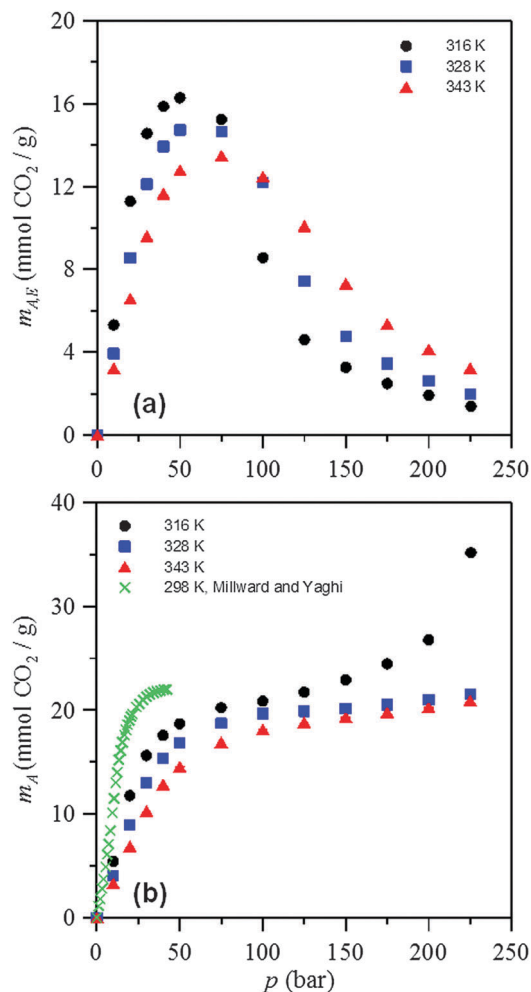 20
16
12
8
4
0
m_{A,E} (mmol CO₂ / g)
316 K
328 K
343 K
(a)
0 50 100 150 200 250
40
30
20
10
0
m_A (mmol CO₂ / g)
316 K
328 K
343 K
298 K, Millward and Yaghi
(b)
0 50 100 150 200 250
p (bar)